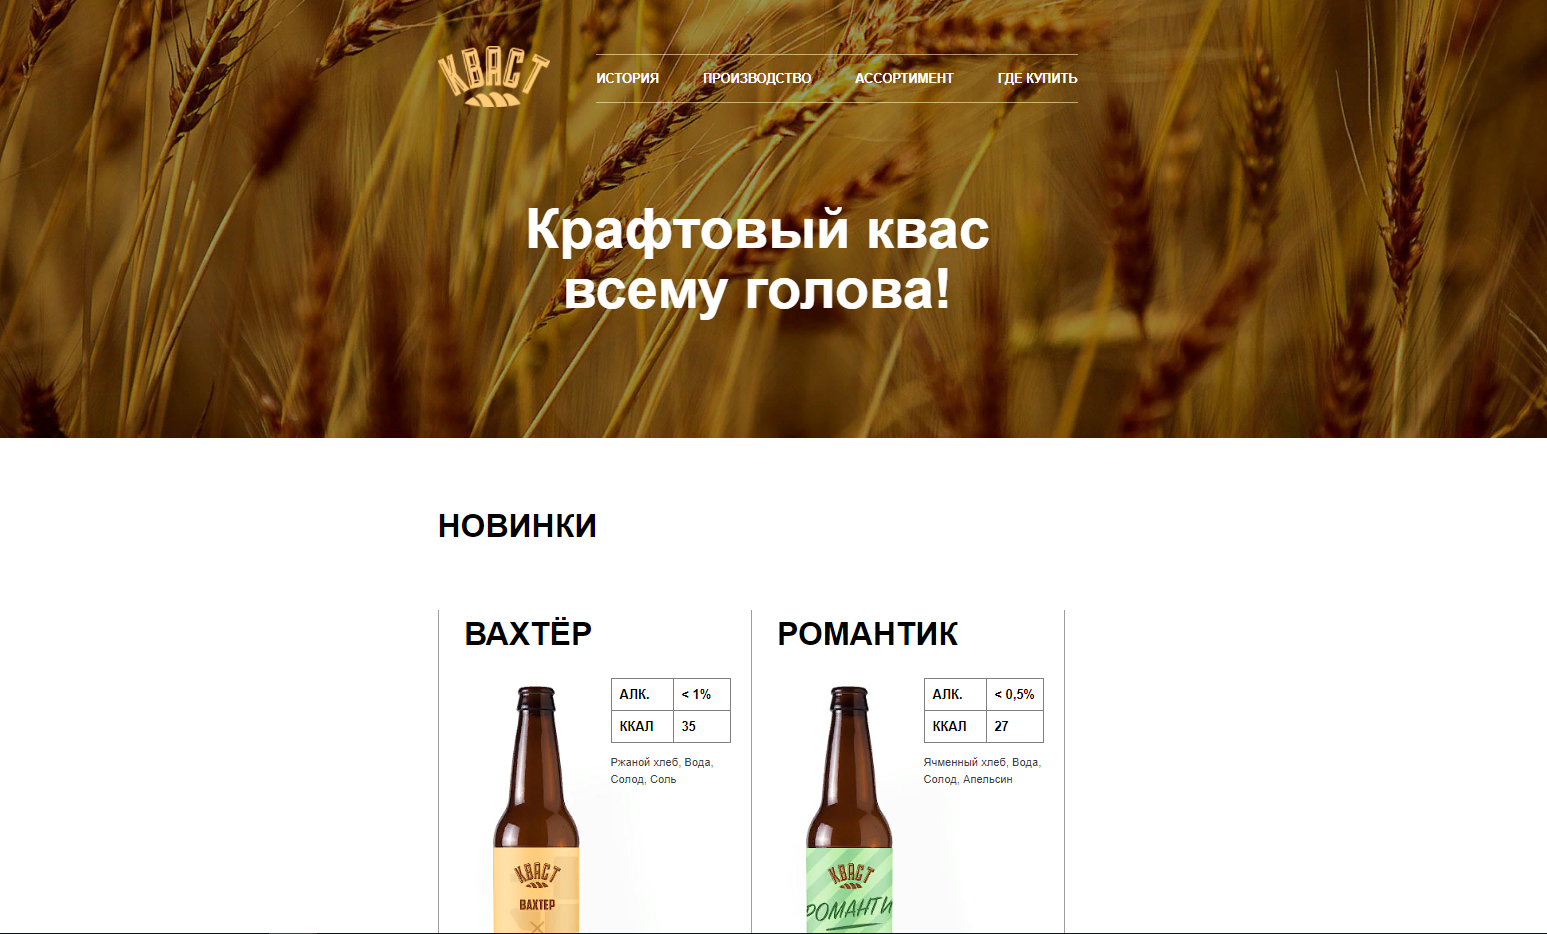 КВАСТ
ИСТОРИЯ
ПРОИЗВОДСТВО
АССОРТИМЕНТ
ГДЕ КУПИТЬ
Крафтовый квас
всему голова!
НОВИНКИ
ВАХТЁР
АЛК. < 1%
ККАЛ 35
Ржаной хлеб, Вода,
Солод, Соль
КВАСТ
ВАХТЕР
РОМАНТИК
АЛК. < 0,5%
ККАЛ 27
Ячменный хлеб, Вода,
Солод, Апельсин
КВАСТ
РОМАНТИ